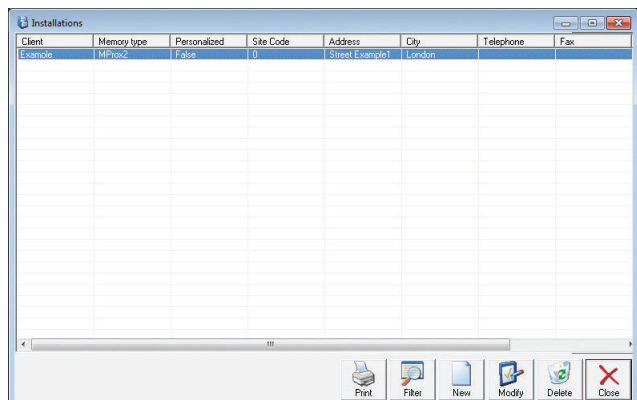 Installations
Client Memory type Personalized Site Code Address City Telephone Fax
Example MProx2 False 0 Street Example1 London
Print Filter New Modify Delete Close